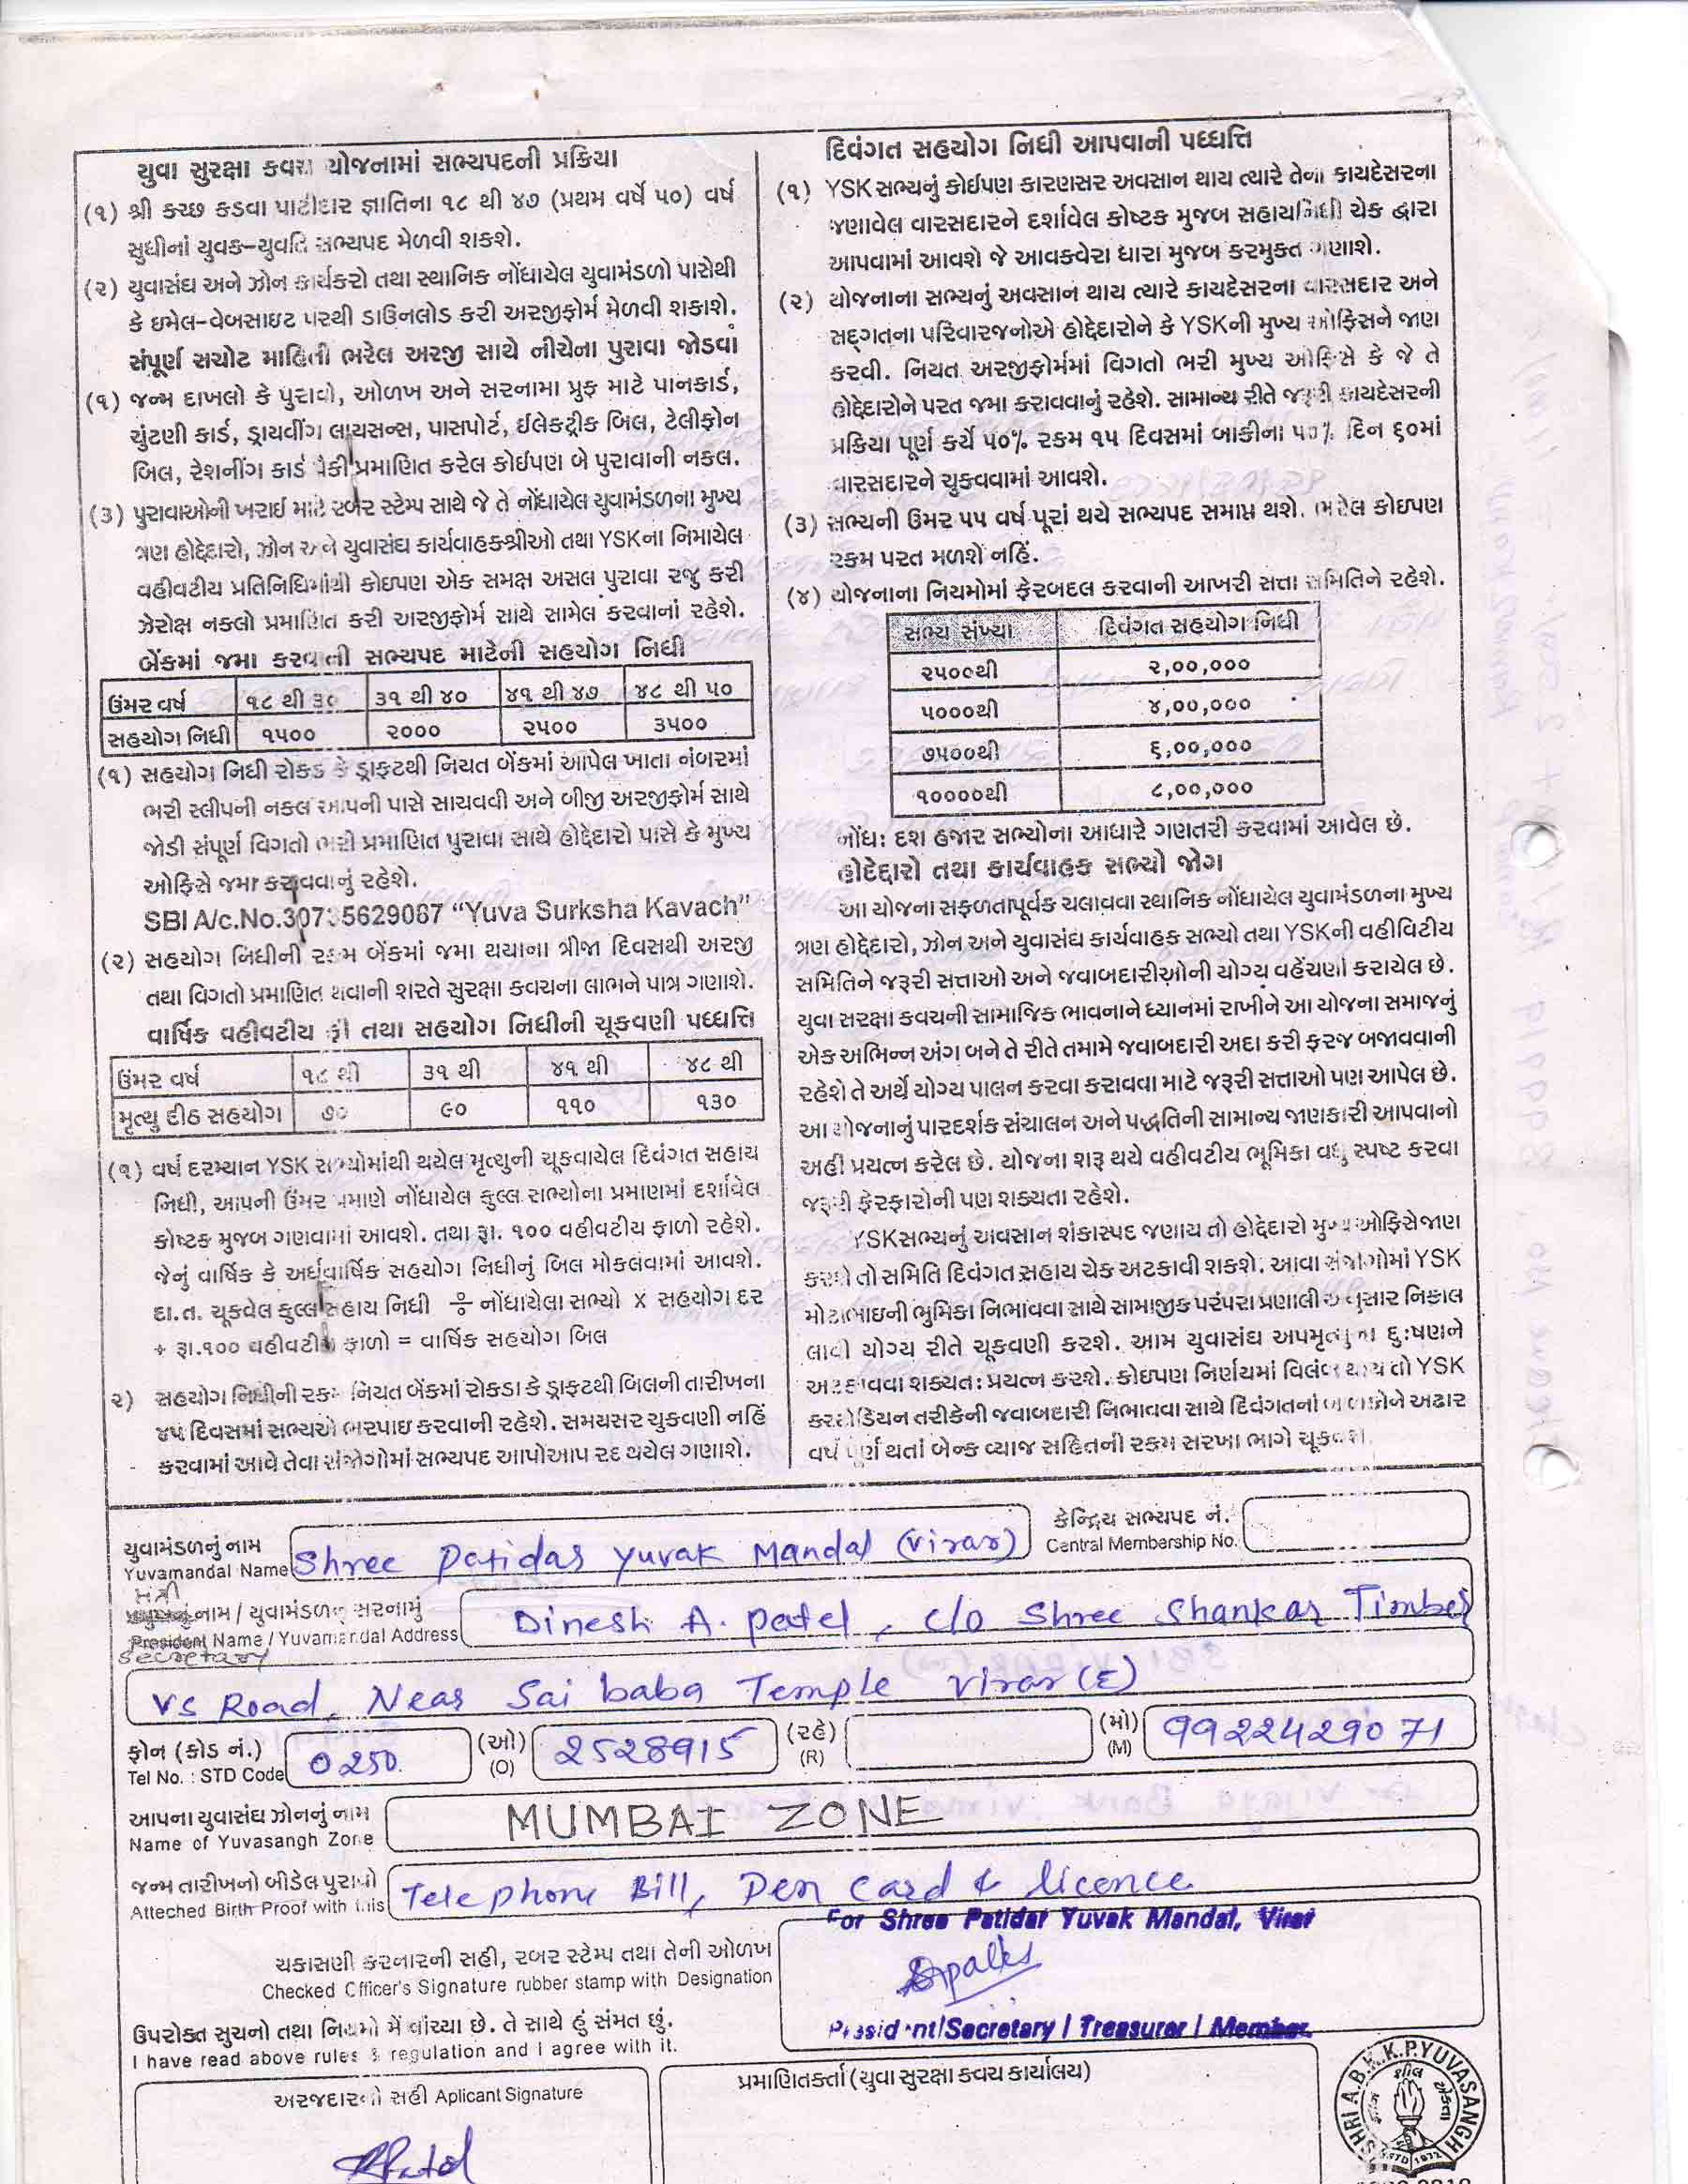 યુવા સુરક્ષા કવચ યોજનામાં સભ્યપદની પ્રક્રિયા
(૧) શ્રી કચ્છ કડવા પાટીદાર જ્ઞાતિના ૧૮ થી ૪૭ (પ્રથમ વર્ષે ૫૦) વર્ષ
સુધીનાં યુવક-યુવતિ સભ્યપદ મેળવી શકશે.
(૨) યુવાસંઘ અને ઝોન કાર્યકરો તથા સ્થાનિક નોંધાયેલ યુવામંડળો પાસેથી
કે ઇમેલ-વેબસાઇટ પરથી ડાઉનલોડ કરી અરજીફોર્મ મેળવી શકાશે.
સંપૂર્ણ સચોટ માહિતી ભરેલ અરજી સાથે નીચેના પુરાવા જોડવાં
(૧) જન્મ દાખલો કે પુરાવો, ઓળખ અને સરનામા પ્રુફ માટે પાનકાર્ડ,
ચુંટણી કાર્ડ, ડ્રાયવીંગ લાયસન્સ, પાસપોર્ટ, ઈલેકટ્રીક બિલ, ટેલીફોન
બિલ, રેશનીંગ કાર્ડ પૈકી પ્રમાણિત કરેલ કોઈપણ બે પુરાવાની નકલ.
(૩) પુરાવાઓની ખરાઈ માટે રબર સ્ટેમ્પ સાથે જે તે નોંધાયેલ યુવામંડળના મુખ્ય
ત્રણ હોદ્દેદારો, ઝોન અને યુવાસંઘ કાર્યવાહકશ્રીઓ તથા YSKના નિમાયેલ
વહીવટીય પ્રતિનિધિમાંથી કોઇપણ એક સમક્ષ અસલ પુરાવા રજુ કરી
ઝેરોક્ષ નકલો પ્રમાણિત કરી અરજીફોર્મ સાથે સામેલ કરવાનાં રહેશે.
બેંકમાં જમા કરવાની સભ્યપદ માટેની સહયોગ નિધી
ઉંમર વર્ષ ૧૮ થી ૩૦ ૩૧ થી ૪૦ ૪૧ થી ૪૭ ૪૮ થી ૫૦
સહયોગ નિધી ૧૫૦૦ ૨૦૦૦ ૨૫૦૦ ૩૫૦૦
(૧) સહયોગ નિધી રોકડ કે ડ્રાફટથી નિયત બેંકમાં આપેલ ખાતા નંબરમાં
ભરી સ્લીપની નકલ આપની પાસે સાચવવી અને બીજી અરજીફોર્મ સાથે
જોડી સંપૂર્ણ વિગતો ભરી પ્રમાણિત પુરાવા સાથે હોદ્દેદારો પાસે કે મુખ્ય
ઓફિસે જમા કરાવવાનું રહેશે.
SBI A/c.No.30735629067 “Yuva Surksha Kavach”
(૨) સહયોગ નિધીની રકમ બેંકમાં જમા થયાના ત્રીજા દિવસથી અરજી
તથા વિગતો પ્રમાણિત થવાની શરતે સુરક્ષા કવચના લાભને પાત્ર ગણાશે.
વાર્ષિક વહીવટીય ફી તથા સહયોગ નિધીની ચૂકવણી પધ્ધતિ
ઉંમર વર્ષ ૧૮ થી ૩૧ થી ૪૧ થી ૪૮ થી
મૃત્યુ દીઠ સહયોગ ૭૦ ૯૦ ૧૧૦ ૧૩૦
(૧) વર્ષ દરમ્યાન YSK સભ્યોમાંથી થયેલ મૃત્યુની ચૂકવાયેલ દિવંગત સહાય
નિધી, આપની ઉંમર પ્રમાણે નોંધાયેલ કુલ્લ સભ્યોના પ્રમાણમાં દર્શાવેલ
કોષ્ટક મુજબ ગણવામાં આવશે. તથા રૂા. ૧૦૦ વહીવટીય ફાળો રહેશે.
જેનું વાર્ષિક કે અર્ધવાર્ષિક સહયોગ નિધીનું બિલ મોકલવામાં આવશે.
દા.ત. ચૂકવેલ કુલ્લ સહાય નિધી ÷ નોંધાયેલા સભ્યો X સહયોગ દર
+ રૂા.૧૦૦ વહીવટીય ફાળો = વાર્ષિક સહયોગ બિલ
૨) સહયોગ નિધીની રકમ નિયત બેંકમાં રોકડા કે ડ્રાફટથી બિલની તારીખના
૪૫ દિવસમાં સભ્યએ ભરપાઇ કરવાની રહેશે. સમયસર ચુકવણી નહિં
કરવામાં આવે તેવા સંજોગોમાં સભ્યપદ આપોઆપ રદ થયેલ ગણાશે.
દિવંગત સહયોગ નિધી આપવાની પધ્ધતિ
(૧) YSK સભ્યનું કોઈપણ કારણસર અવસાન થાય ત્યારે તેના કાયદેસરના
જણાવેલ વારસદારને દર્શાવેલ કોષ્ટક મુજબ સહાયનિધી ચેક દ્વારા
આપવામાં આવશે જે આવકવેરા ધારા મુજબ કરમુક્ત ગણાશે.
(૨) યોજનાના સભ્યનું અવસાન થાય ત્યારે કાયદેસરના વારસદાર અને
સદ્‌ગતના પરિવારજનોએ હોદ્દેદારોને કે YSKની મુખ્ય ઓફિસને જાણ
કરવી. નિયત અરજીફોર્મમાં વિગતો ભરી મુખ્ય ઓફિસે કે જે તે
હોદ્દેદારોને પરત જમા કરાવવાનું રહેશે. સામાન્ય રીતે જરૂરી કાયદેસરની
પ્રક્રિયા પૂર્ણ કર્યે ૫૦% રકમ ૧૫ દિવસમાં બાકીના ૫૦% દિન ૬૦માં
વારસદારને ચુકવવામાં આવશે.
(૩) સભ્યની ઉંમર ૫૫ વર્ષ પૂરાં થયે સભ્યપદ સમાપ્ત થશે. ભરેલ કોઇપણ
રકમ પરત મળશે નહિં.
(૪) યોજનાના નિયમોમાં ફેરબદલ કરવાની આખરી સત્તા સમિતિને રહેશે.
સભ્ય સંખ્યા દિવંગત સહયોગ નિધી
૨૫૦૦થી ૨,૦૦,૦૦૦
૫૦૦૦થી ૪,૦૦,૦૦૦
૭૫૦૦થી ૬,૦૦,૦૦૦
૧૦૦૦૦થી ૮,૦૦,૦૦૦
નોંધ: દશ હજાર સભ્યોના આધારે ગણતરી કરવામાં આવેલ છે.
હોદેદ્દારો તથા કાર્યવાહક સભ્યો જોગ
આ યોજના સફળતાપૂર્વક ચલાવવા સ્થાનિક નોંધાયેલ યુવામંડળના મુખ્ય
ત્રણ હોદ્દેદારો, ઝોન અને યુવાસંઘ કાર્યવાહક સભ્યો તથા YSKની વહીવિટીય
સમિતિને જરૂરી સત્તાઓ અને જવાબદારીઓની યોગ્ય વહેંચણી કરાયેલ છે.
યુવા સરક્ષા કવચની સામાજિક ભાવનાને ધ્યાનમાં રાખીને આ યોજના સમાજનું
એક અભિન્ન અંગ બને તે રીતે તમામે જવાબદારી અદા કરી ફરજ બજાવવાની
રહેશે તે અર્થે યોગ્ય પાલન કરવા કરાવવા માટે જરૂરી સત્તાઓ પણ આપેલ છે.
આ યોજનાનું પારદર્શક સંચાલન અને પદ્ધતિની સામાન્ય જાણકારી આપવાનો
અહી પ્રયત્ન કરેલ છે. યોજના શરૂ થયે વહીવટીય ભૂમિકા વધુ સ્પષ્ટ કરવા
જરૂરી ફેરફારોની પણ શક્યતા રહેશે.
YSK સભ્યનું અવસાન શંકાસ્પદ જણાય તો હોદ્દેદારો મુખ્ય ઓફિસે જાણ
કરશે તો સમિતિ દિવંગત સહાય ચેક અટકાવી શકશે. આવા સંજોગોમાં YSK
મોટાભાઇની ભુમિકા નિભાવવા સાથે સામાજીક પરંપરા પ્રણાલી અનુસાર નિકાલ
લાવી યોગ્ય રીતે ચૂકવણી કરશે. આમ યુવાસંઘ અપમૃત્યુના દુઃષણને
અટકાવવા શક્યતઃ પ્રયત્ન કરશે. કોઇપણ નિર્ણયમાં વિલંબ થાય તો YSK
કસ્ટોડિયન તરીકેની જવાબદારી નિભાવવા સાથે દિવંગતનાં બાળકોને અઢાર
વર્ષ પૂર્ણ થતાં બેન્ક વ્યાજ સહિતની રકમ સરખા ભાગે ચૂકવશે.
યુવામંડળનું નામ
Yuvamandal Name Shree Patidar Yuvak Mandal (Virar)
કેન્દ્રિય સભ્યપદ નં.
Central Membership No.
મંત્રી
નામ / યુવામંડળનું સરનામું
President Name / Yuvamandal Address Dinesh A. Patel, c/o Shree Shankar Timber
Secretary
VS Road, Near Sai baba Temple Virar (E)
ફોન (કોડ નં.) (ઓ) (રહે) (મો)
Tel No. : STD Code 0250 (O) 2528915 (R) (M) 9922429071
આપના યુવાસંઘ ઝોનનું નામ
Name of Yuvasangh Zone MUMBAI ZONE
જન્મ તારીખનો બીડેલ પુરાવો
Atteched Birth Proof with this Telephone Bill, Pen Card & licence
For Shree Patidar Yuvak Mandal, Virar
ચકાસણી કરનારની સહી, રબર સ્ટેમ્પ તથા તેની ઓળખ
Checked Officer's Signature rubber stamp with Designation
President/Secretary / Treasurer / Member.
ઉપરોક્ત સુચનો તથા નિયમો મેં વાંચ્યા છે. તે સાથે હું સંમત છું.
I have read above rules & regulation and I agree with it.
અરજદારની સહી Aplicant Signature
પ્રમાણિતકર્તા (યુવા સુરક્ષા કવચ કાર્યાલય)
SHRI A.B.K.K.P.YUVASANGH